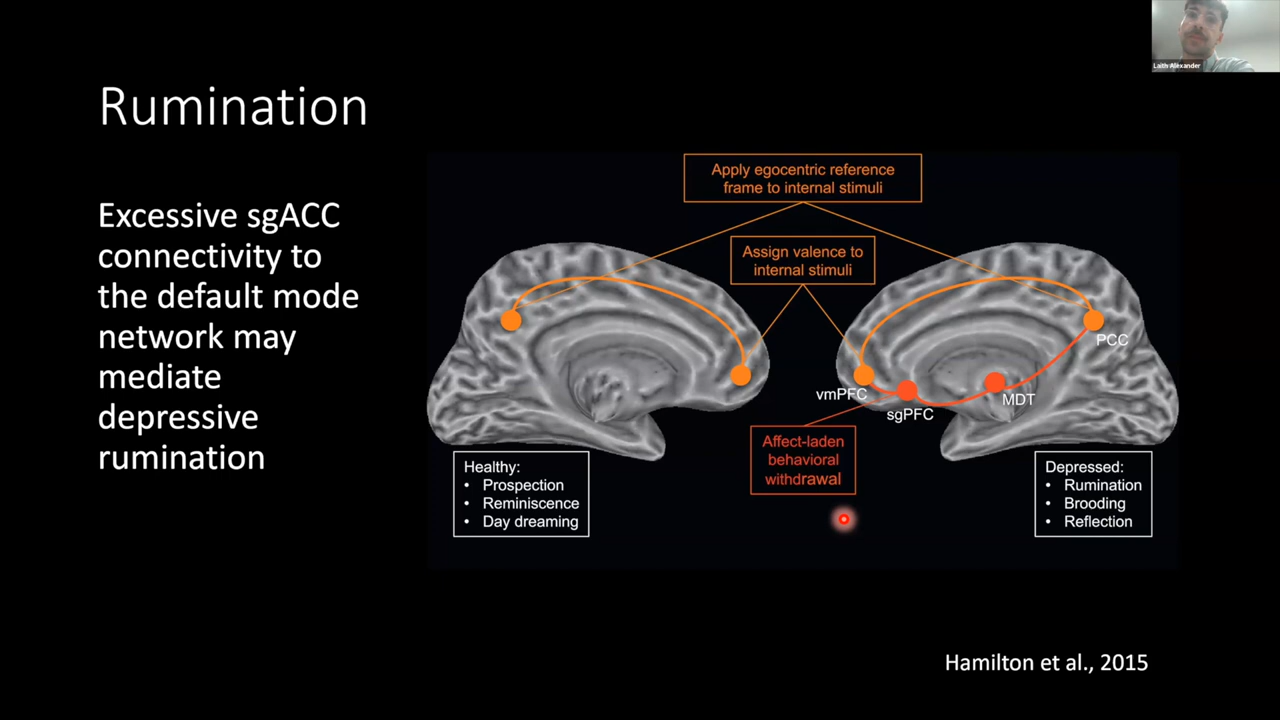 Laith Alexander
Rumination
Excessive sgACC
connectivity to
the default mode
network may
mediate
depressive
rumination
Apply egocentric reference
frame to internal stimuli
Assign valence to
internal stimuli
PCC
vmPFC
MDT
sgPFC
Affect-laden
behavioral
withdrawal
Healthy:
• Prospection
• Reminiscence
• Day dreaming
Depressed:
• Rumination
• Brooding
• Reflection
Hamilton et al., 2015